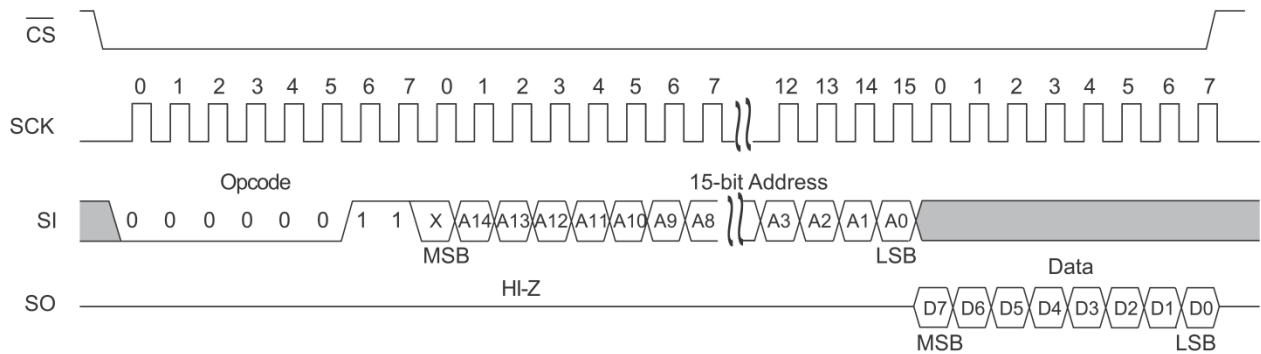 CS
0 1 2 3 4 5 6 7 0 1 2 3 4 5 6 7 12 13 14 15 0 1 2 3 4 5 6 7
SCK
Opcode 15-bit Address
SI 0 0 0 0 0 0 1 1 X A14 A13 A12 A11 A10 A9 A8 A3 A2 A1 A0
MSB LSB Data
HI-Z
SO D7 D6 D5 D4 D3 D2 D1 D0
MSB LSB